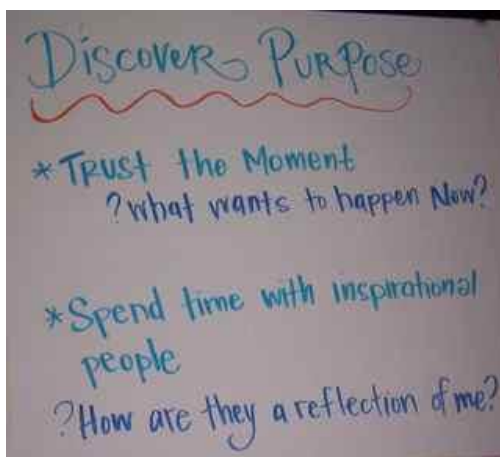 Discover Purpose
*Trust the Moment
?What wants to happen Now?
*Spend time with inspirational
people
?How are they a reflection of me?